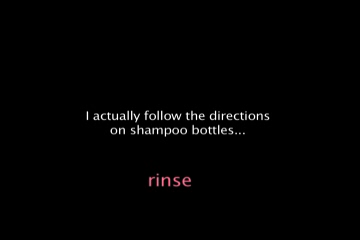 I actually follow the directions
on shampoo bottles...
rinse